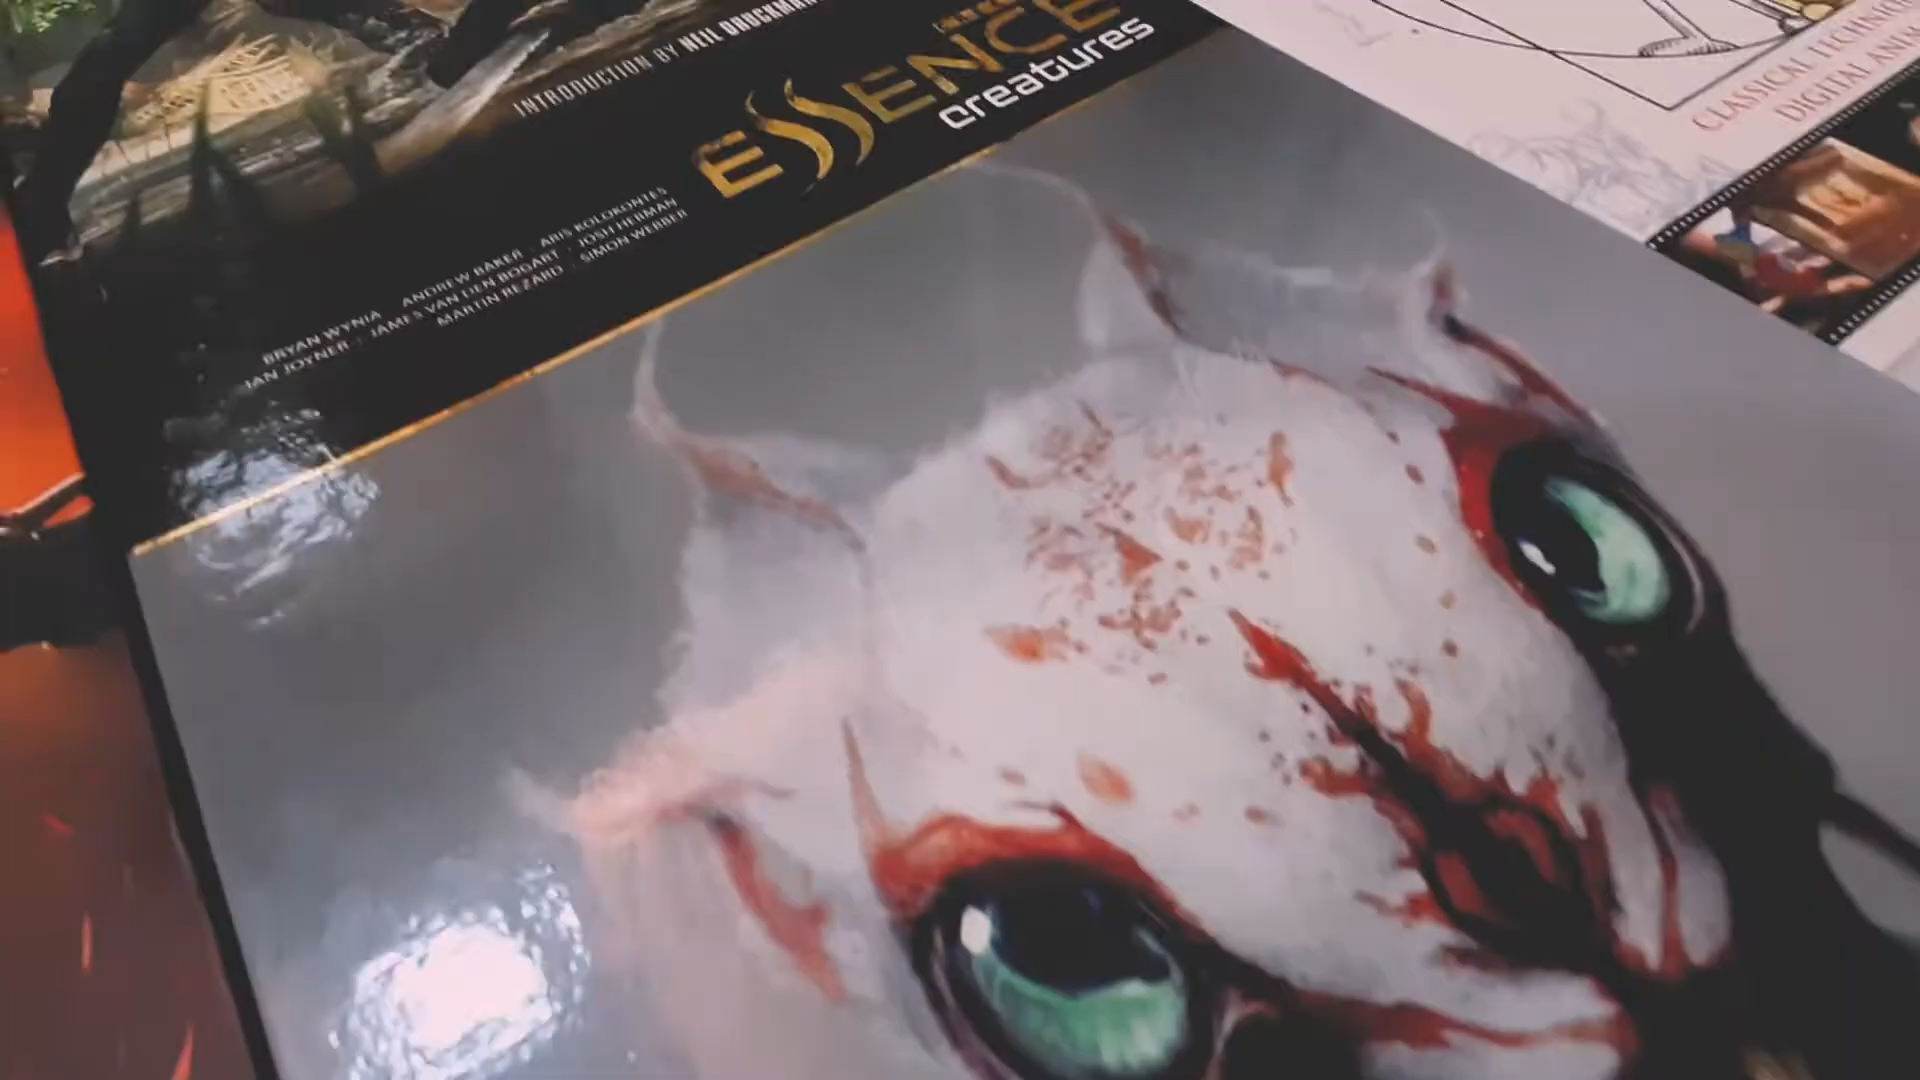 INTRODUCTION BY NEIL DRUCKMANN
ESSENCE
creatures
BRYAN WYNIA ANDREW BAKER · ARIS KOLOKONTES
IAN JOYNER · JAMES VAN DEN BOGART · JOSH HERMAN
MARTIN REZARD · SIMON WEBBER
CLASSICAL TECHNIQUES
DIGITAL